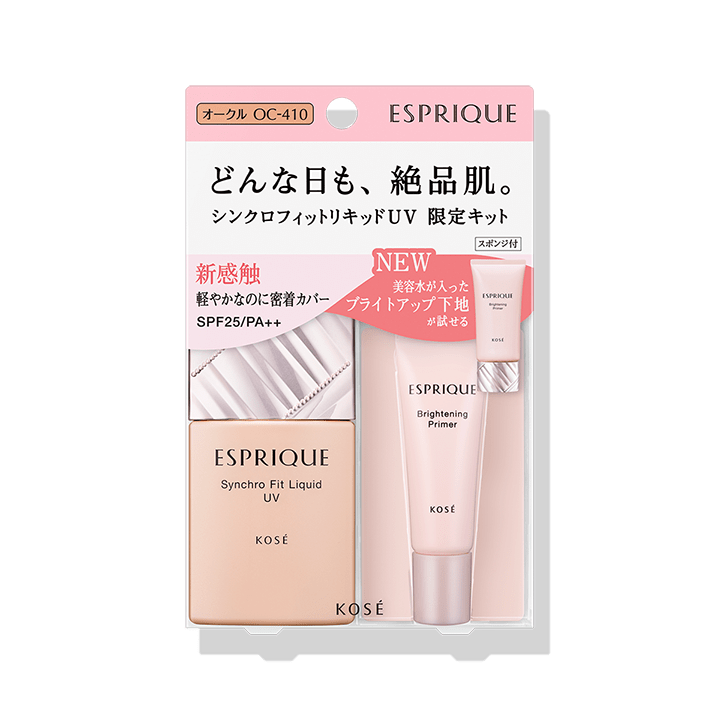 オークル OC-410
ESPRIQUE
どんな日も、絶品肌。
シンクロフィットリキッドUV 限定キット
スポンジ付
新感触
軽やかなのに密着カバー
SPF25/PA++
NEW
美容水が入った
ブライトアップ下地
が試せる
ESPRIQUE
Brightening
Primer
KOSÉ
ESPRIQUE
Brightening
Primer
KOSÉ
ESPRIQUE
Synchro Fit Liquid
UV
KOSÉ
KOSÉ